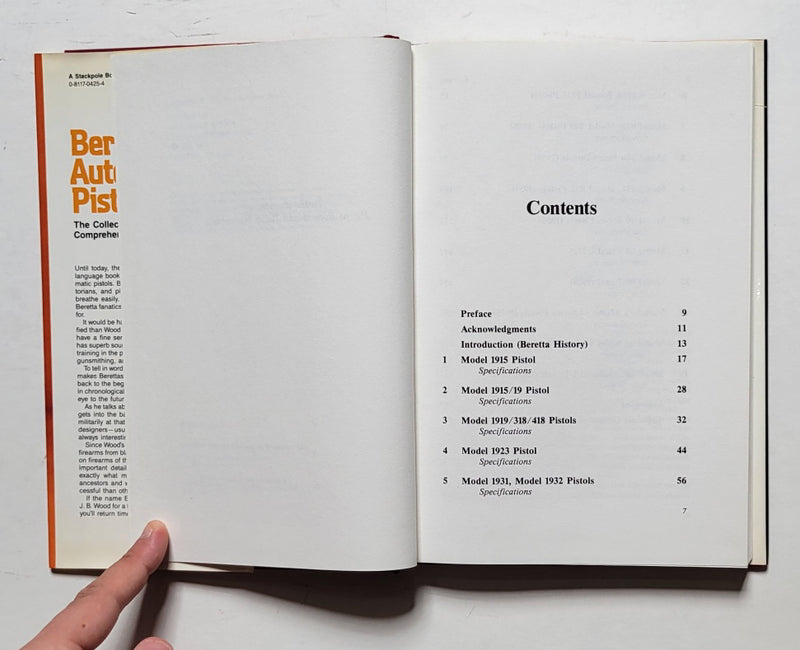 A Stackpole Bo
0-8117-0425-4
Ber
Auto
Pist
The Collec
Comprehen
Until today, the
language book
matic pistols. B
torians, and pi
breathe easily.
Beretta fanatics
for.
It would be ha
fied than Wood
have a fine ser
has superb sour
training in the p
gunsmithing, a
To tell in word
makes Berettas
back to the beg
in chronological
eye to the futur
As he talks ab
gets into the ba
militarily at that
designers—usu
always interestin
Since Wood's
firearms from bl
on firearms of th
important detail
exactly what m
ancestors and v
cessful than oth
If the name B
J. B. Wood for a
you'll return time
Contents
Preface 9
Acknowledgments 11
Introduction (Beretta History) 13
1 Model 1915 Pistol 17
Specifications
2 Model 1915/19 Pistol 28
Specifications
3 Model 1919/318/418 Pistols 32
Specifications
4 Model 1923 Pistol 44
Specifications
5 Model 1931, Model 1932 Pistols 56
Specifications
7